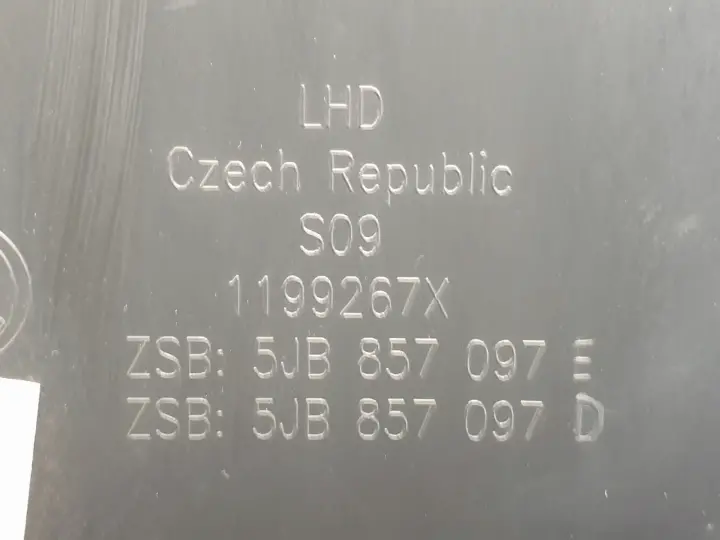 LHD
Czech Republic
S09
1199267X
ZSB: 5JB 857 097 E
ZSB: 5JB 857 097 D